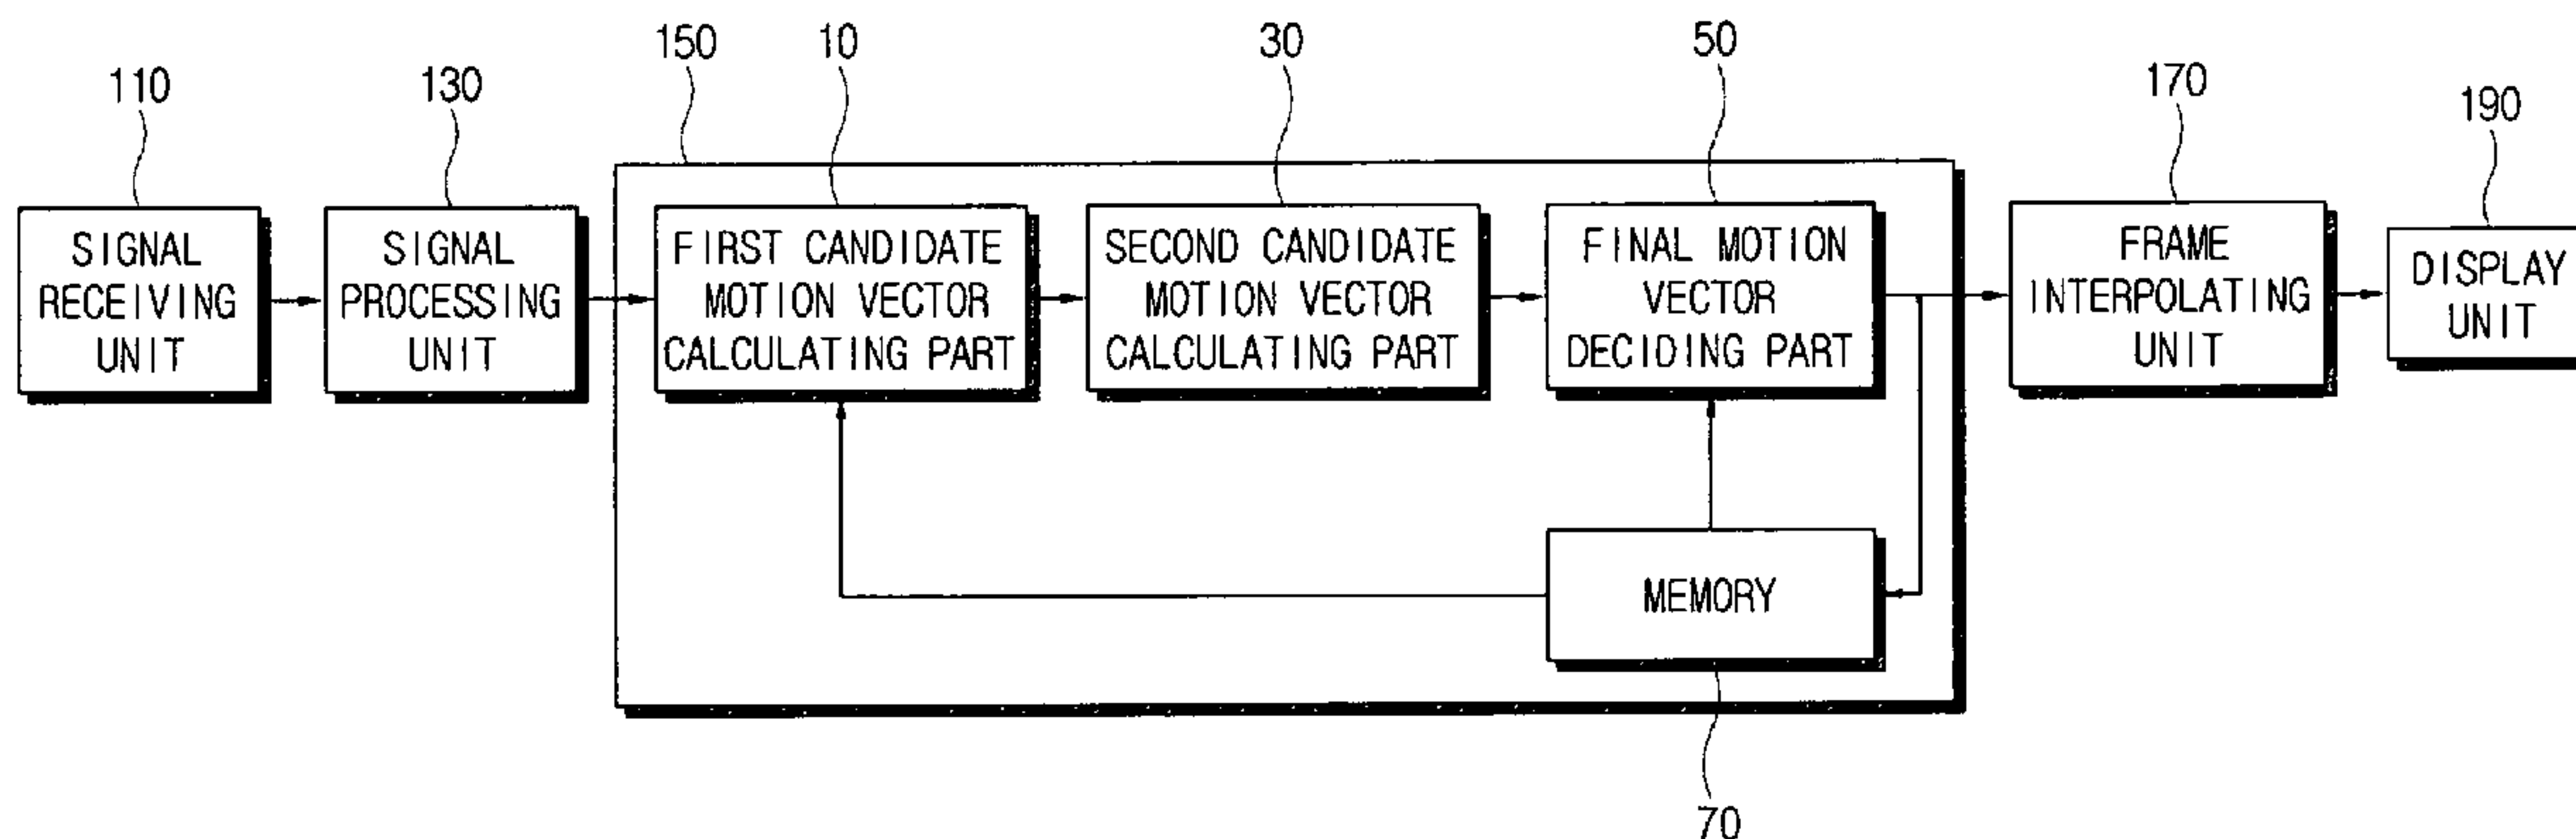 110
130
150
10
30
50
170
190
SIGNAL
RECEIVING
UNIT
SIGNAL
PROCESSING
UNIT
FIRST CANDIDATE
MOTION VECTOR
CALCULATING PART
SECOND CANDIDATE
MOTION VECTOR
CALCULATING PART
FINAL MOTION
VECTOR
DECIDING PART
FRAME
INTERPOLATING
UNIT
DISPLAY
UNIT
MEMORY
70